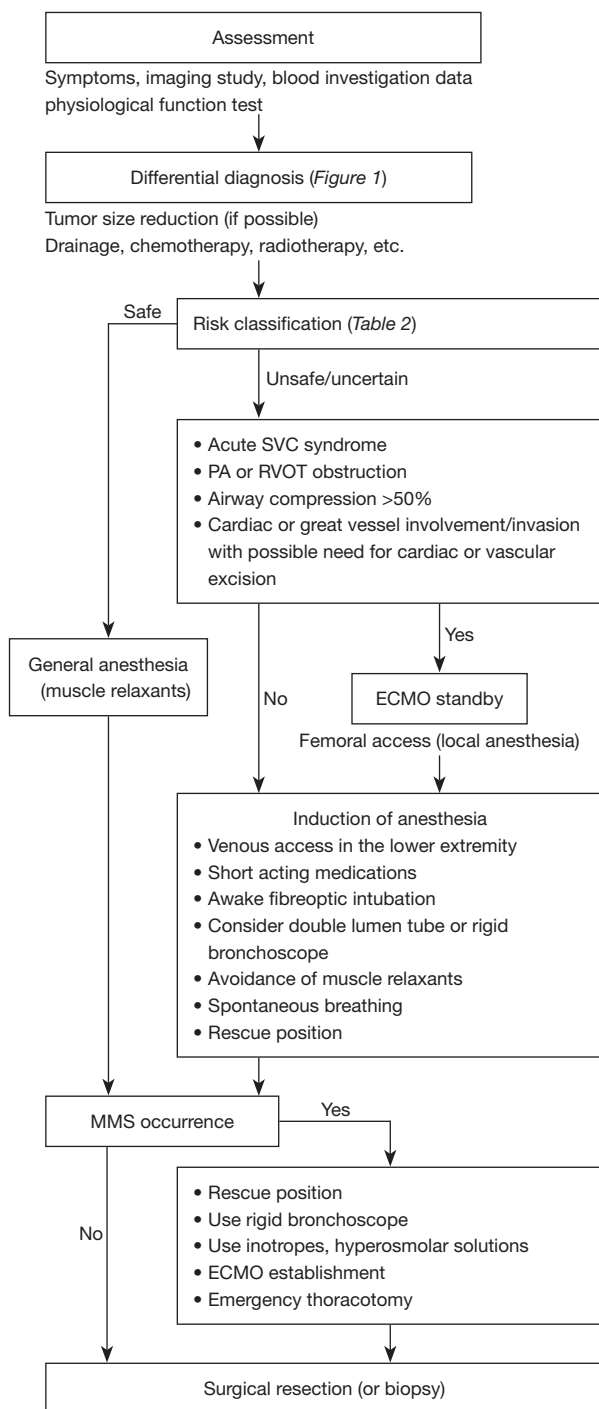 Assessment
Symptoms, imaging study, blood investigation data
physiological function test
Differential diagnosis (Figure 1)
Tumor size reduction (if possible)
Drainage, chemotherapy, radiotherapy, etc.
Safe
Risk classification (Table 2)
Unsafe/uncertain
• Acute SVC syndrome
• PA or RVOT obstruction
• Airway compression >50%
• Cardiac or great vessel involvement/invasion
with possible need for cardiac or vascular
excision
General anesthesia
(muscle relaxants)
No
Yes
ECMO standby
Femoral access (local anesthesia)
Induction of anesthesia
• Venous access in the lower extremity
• Short acting medications
• Awake fibreoptic intubation
• Consider double lumen tube or rigid
bronchoscope
• Avoidance of muscle relaxants
• Spontaneous breathing
• Rescue position
MMS occurrence
Yes
No
• Rescue position
• Use rigid bronchoscope
• Use inotropes, hyperosmolar solutions
• ECMO establishment
• Emergency thoracotomy
Surgical resection (or biopsy)